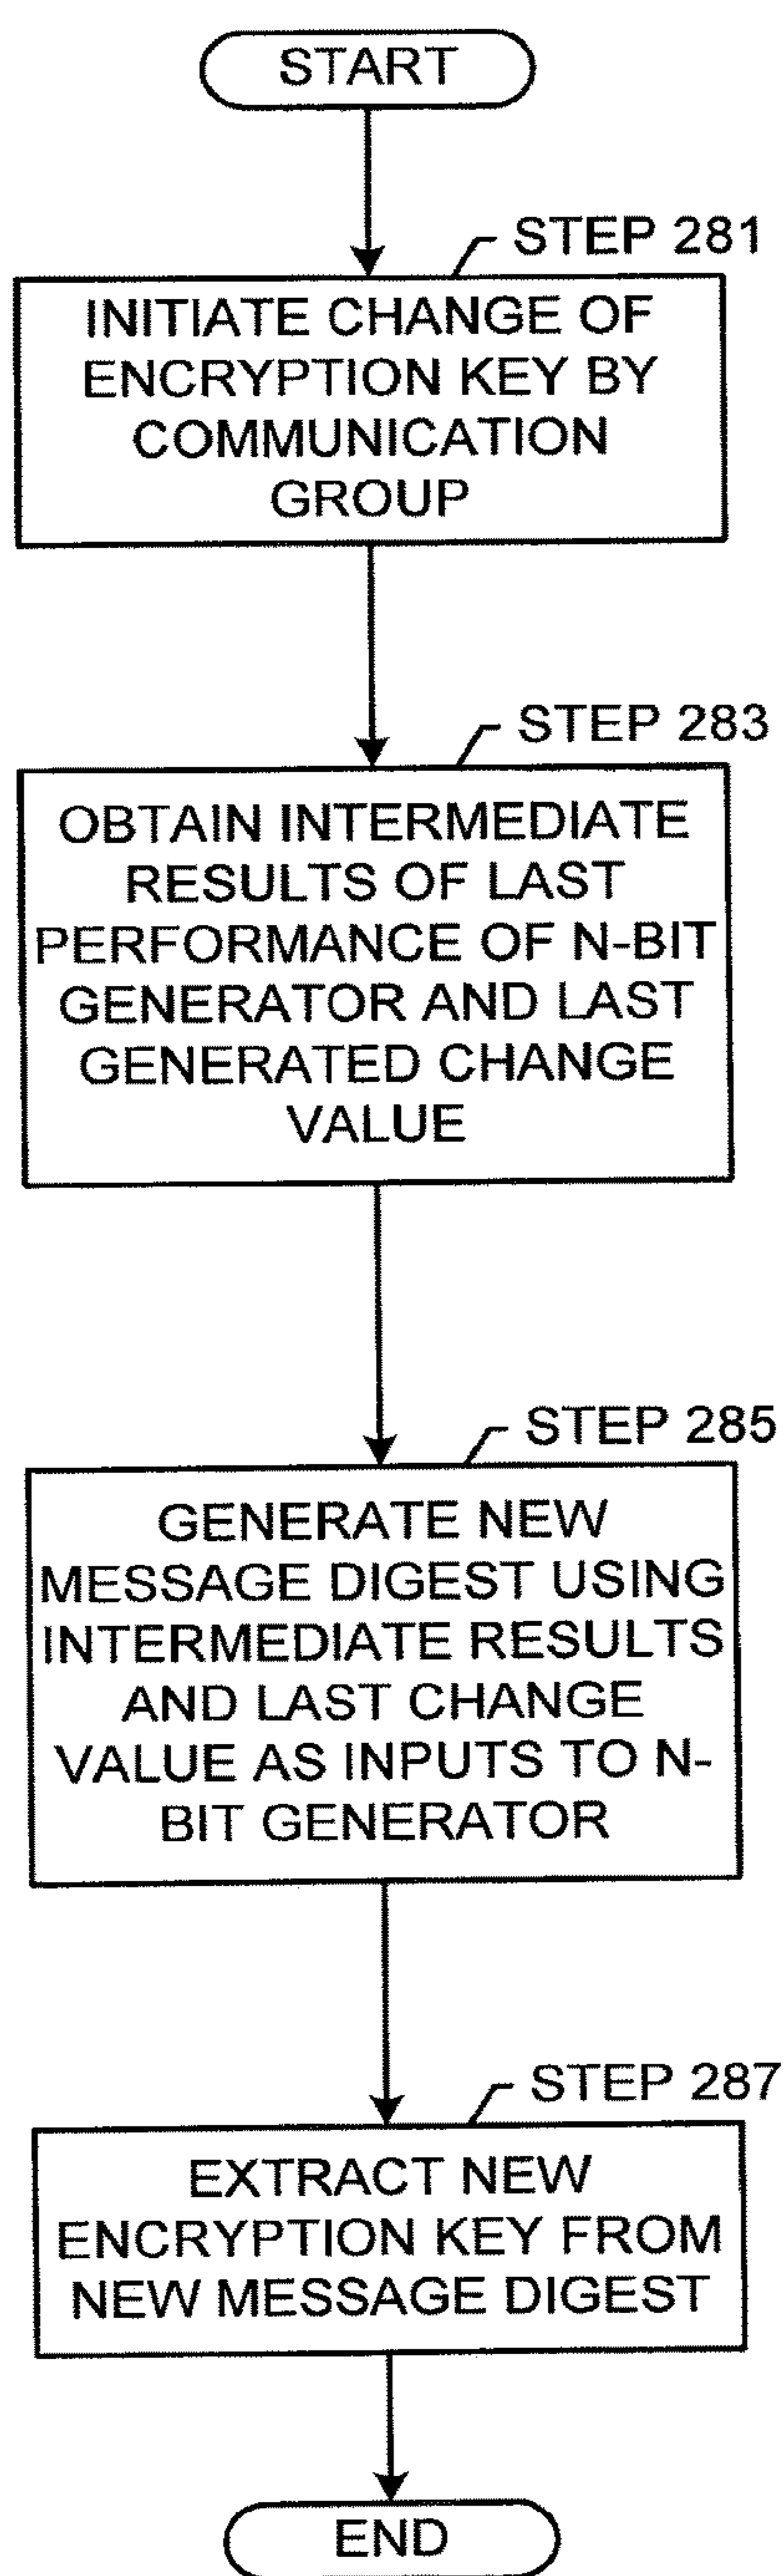 START
STEP 281
INITIATE CHANGE OF
ENCRYPTION KEY BY
COMMUNICATION
GROUP
STEP 283
OBTAIN INTERMEDIATE
RESULTS OF LAST
PERFORMANCE OF N-BIT
GENERATOR AND LAST
GENERATED CHANGE
VALUE
STEP 285
GENERATE NEW
MESSAGE DIGEST USING
INTERMEDIATE RESULTS
AND LAST CHANGE
VALUE AS INPUTS TO N-
BIT GENERATOR
STEP 287
EXTRACT NEW
ENCRYPTION KEY FROM
NEW MESSAGE DIGEST
END